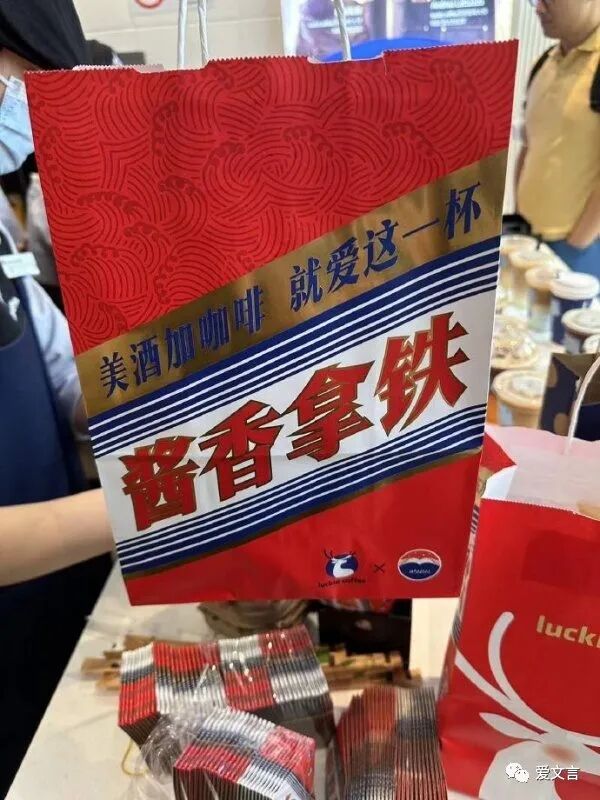 美酒加咖啡 就爱这一杯
酱香拿铁
luckin coffee ×
lucki
爱文言